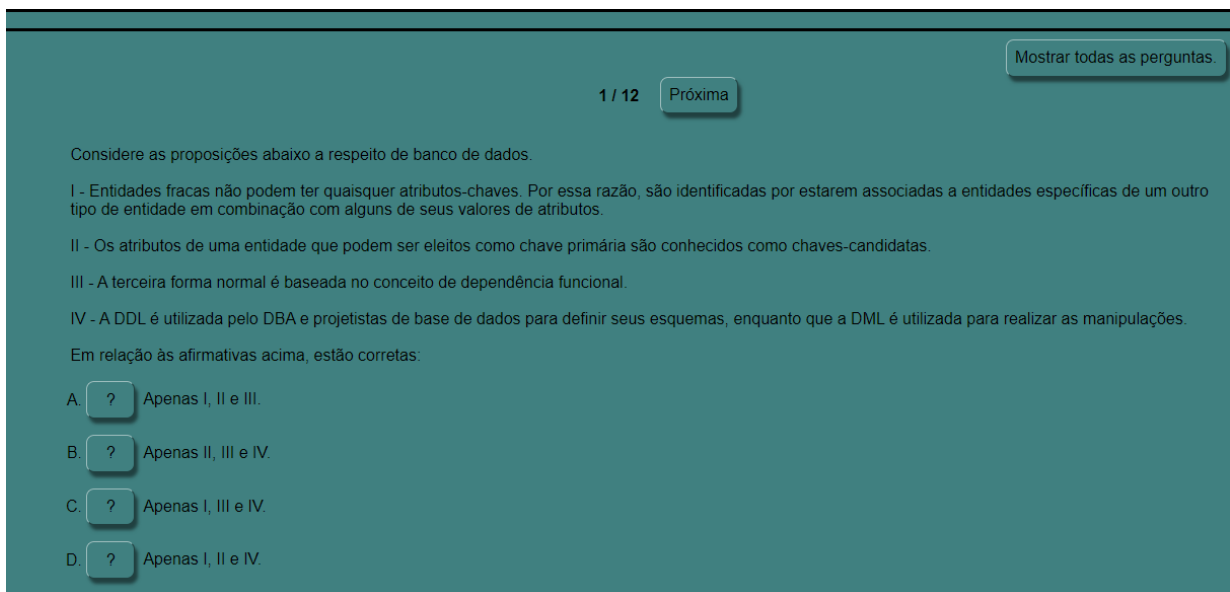 Mostrar todas as perguntas.
1 / 12 Próxima
Considere as proposições abaixo a respeito de banco de dados.
I - Entidades fracas não podem ter quaisquer atributos-chaves. Por essa razão, são identificadas por estarem associadas a entidades específicas de um outro
tipo de entidade em combinação com alguns de seus valores de atributos.
II - Os atributos de uma entidade que podem ser eleitos como chave primária são conhecidos como chaves-candidatas.
III - A terceira forma normal é baseada no conceito de dependência funcional.
IV - A DDL é utilizada pelo DBA e projetistas de base de dados para definir seus esquemas, enquanto que a DML é utilizada para realizar as manipulações.
Em relação às afirmativas acima, estão corretas:
A. ? Apenas I, II e III.
B. ? Apenas II, III e IV.
C. ? Apenas I, III e IV.
D. ? Apenas I, II e IV.